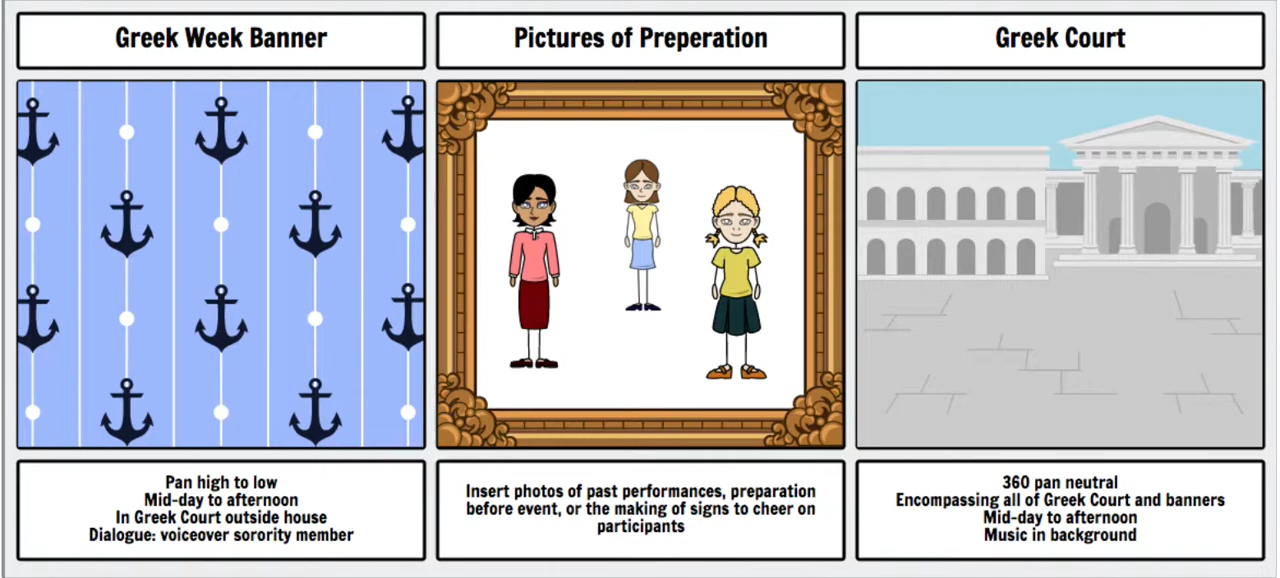 Greek Week Banner
Pictures of Preperation
Greek Court
Pan high to low
Mid-day to afternoon
In Greek Court outside house
Dialogue: voiceover sorority member
Insert photos of past performances, preparation
before event, or the making of signs to cheer on
participants
360 pan neutral
Encompassing all of Greek Court and banners
Mid-day to afternoon
Music in background